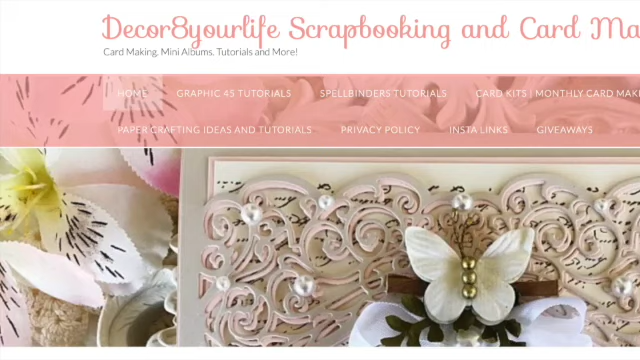 Decor8yourlife Scrapbooking and Card Ma
Card Making, Mini Albums, Tutorials and More!
HOME GRAPHIC 45 TUTORIALS SPELLBINDERS TUTORIALS CARD KITS | MONTHLY CARD MAKI
PAPER CRAFTING IDEAS AND TUTORIALS PRIVACY POLICY INSTA LINKS GIVEAWAYS